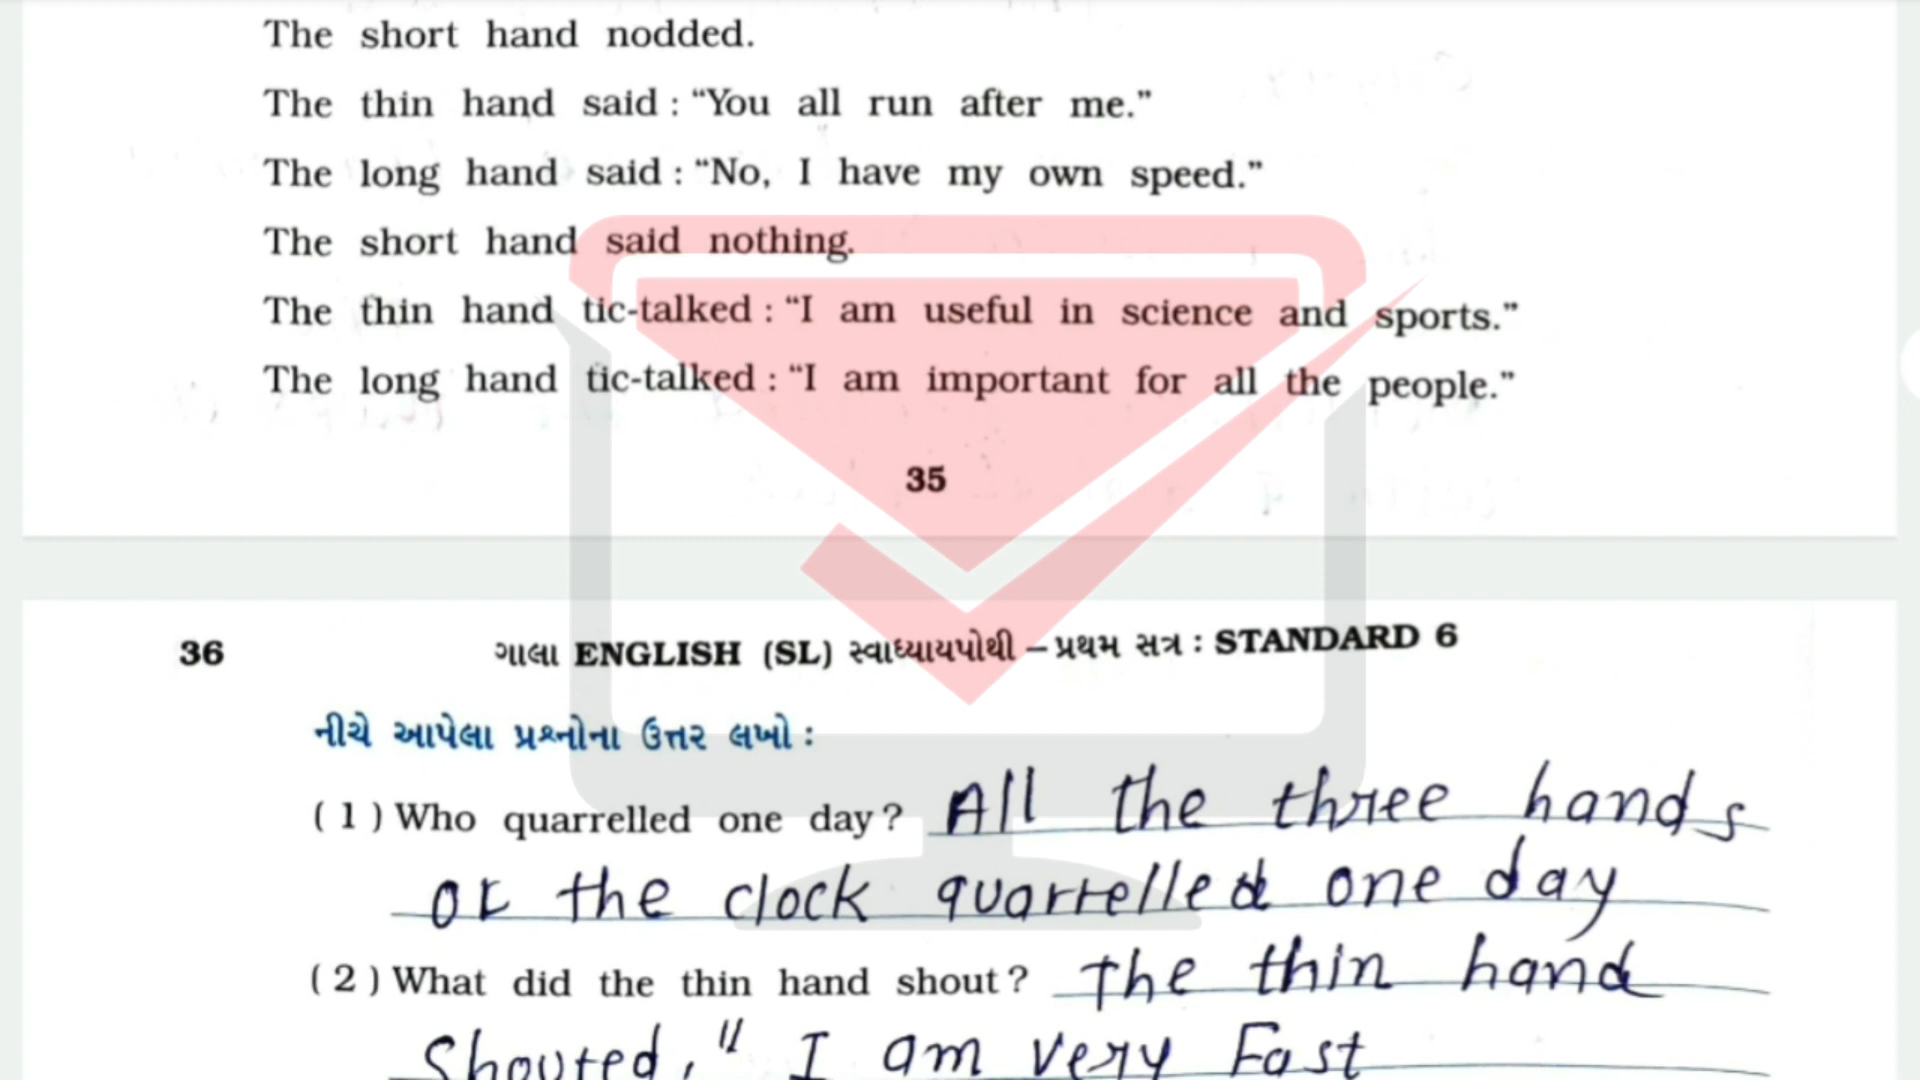 The short hand nodded.
The thin hand said : “You all run after me.”
The long hand said : “No, I have my own speed.”
The short hand said nothing.
The thin hand tic-talked : “I am useful in science and sports.”
The long hand tic-talked : “I am important for all the people.”
35
36 ગાલા ENGLISH (SL) સ્વાધ્યાયપોથી – પ્રથમ સત્ર : STANDARD 6
નીચે આપેલા પ્રશ્નોના ઉત્તર લખો :
( 1 ) Who quarrelled one day? All the three hands
of the clock quarrelled one day
( 2 ) What did the thin hand shout? The thin hand
Shouted, " I am very Fast